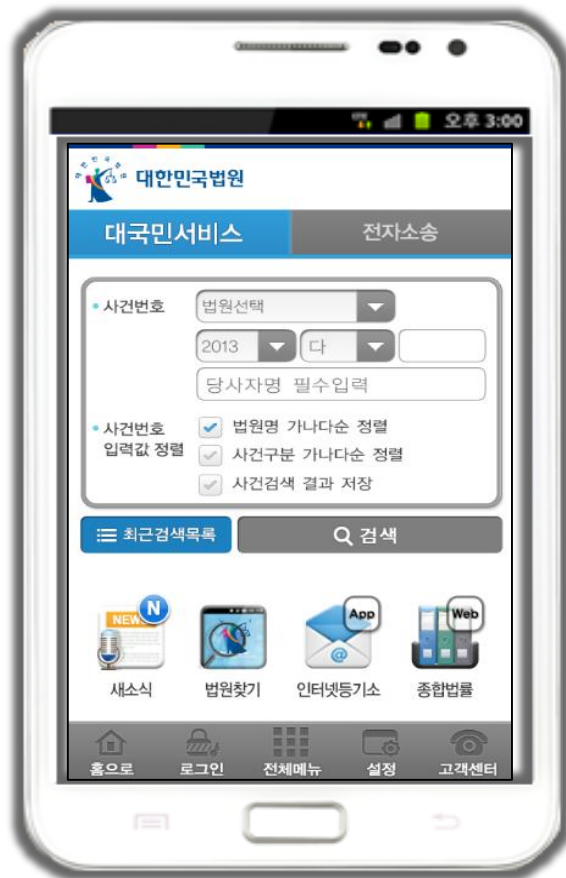 오후 3:00
대한민국법원
대국민서비스 전자소송
사건번호 법원선택
2013 다
당사자명 필수입력
사건번호 입력값 정렬
법원명 가나다순 정렬
사건구분 가나다순 정렬
사건검색 결과 저장
최근검색목록 검색
NEW N App @ Web
새소식 법원찾기 인터넷등기소 종합법률
홈으로 로그인 전체메뉴 설정 고객센터